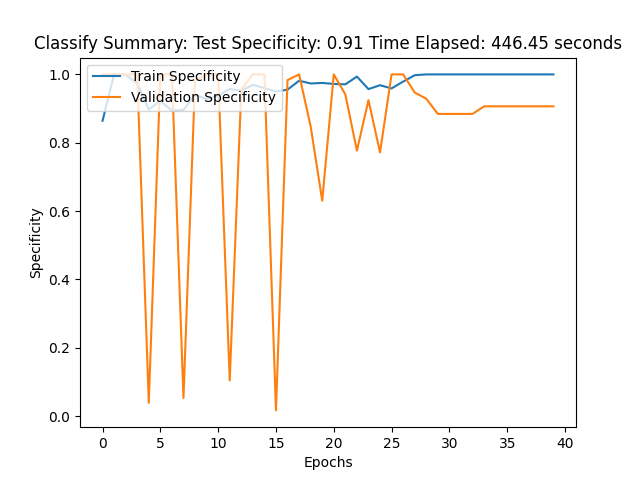 Classify Summary: Test Specificity: 0.91 Time Elapsed: 446.45 seconds
Train Specificity
Validation Specificity
1.0
0.8
0.6
0.4
0.2
0.0
Specificity
0 5 10 15 20 25 30 35 40
Epochs